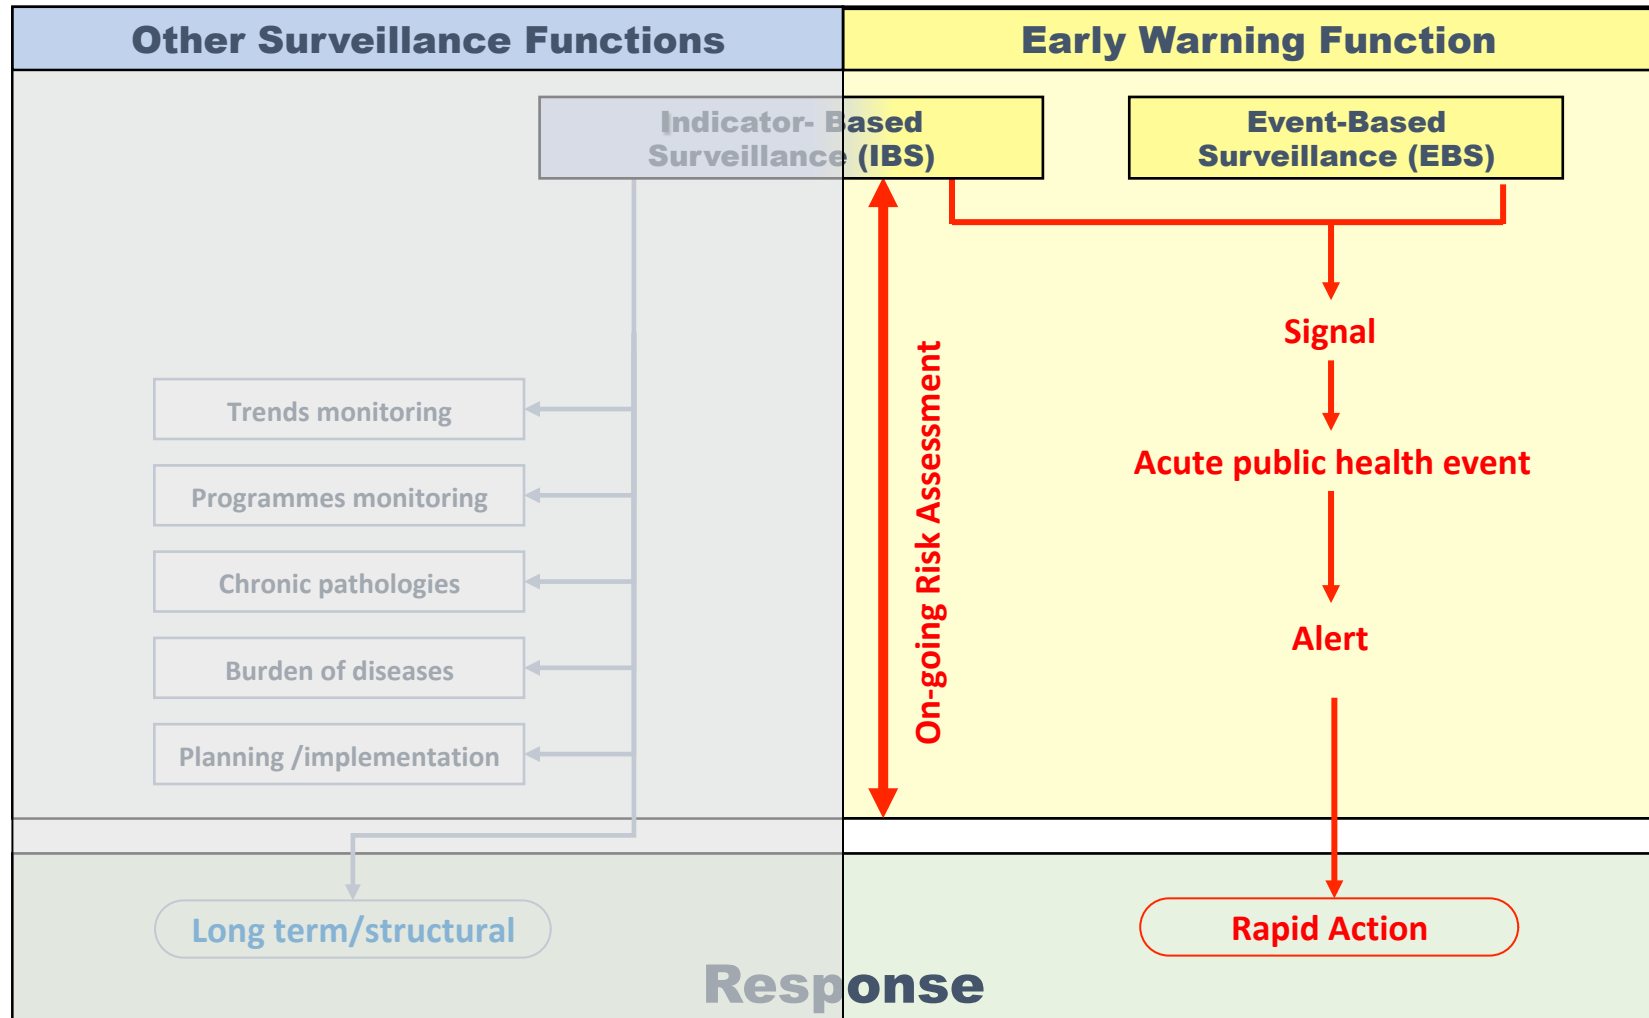 Other Surveillance Functions
Early Warning Function
Indicator- Based
Surveillance (IBS)
Event-Based
Surveillance (EBS)
Trends monitoring
Programmes monitoring
Chronic pathologies
Burden of diseases
Planning /implementation
On-going Risk Assessment
Signal
Acute public health event
Alert
Long term/structural
Rapid Action
Response